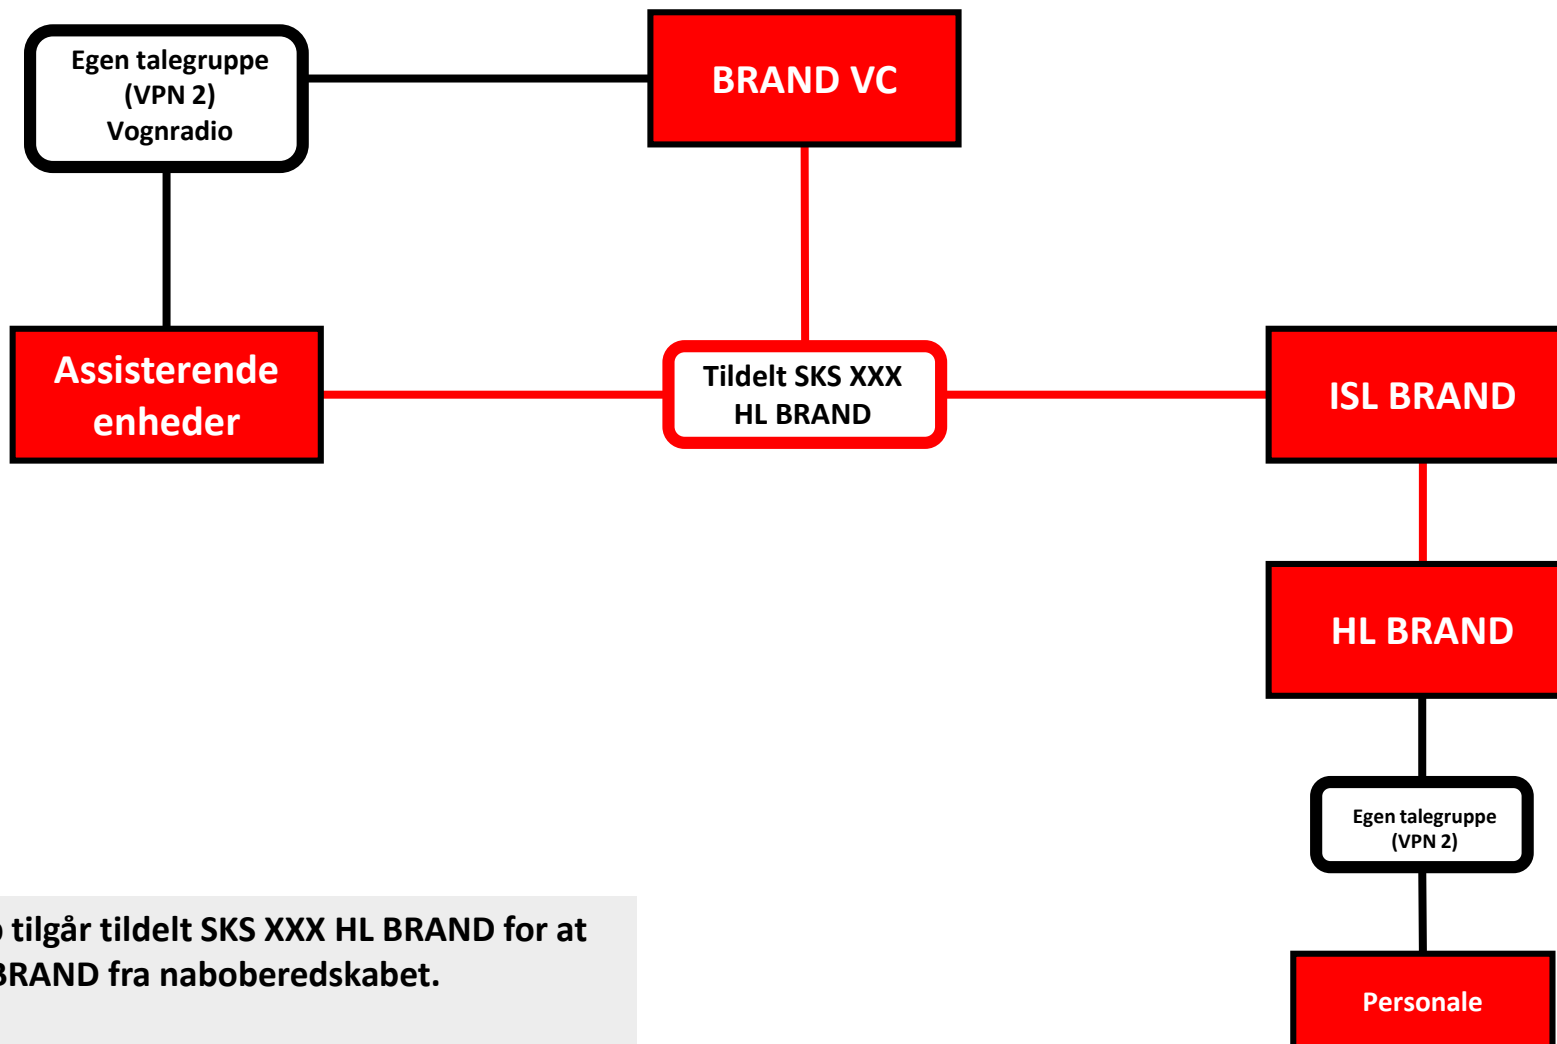 Egen talegruppe
(VPN 2)
Vognradio
BRAND VC
Assisterende
enheder
Tildelt SKS XXX
HL BRAND
ISL BRAND
HL BRAND
Egen talegruppe
(VPN 2)
tilgår tildelt SKS XXX HL BRAND for at
BRAND fra naboberedskabet.
Personale